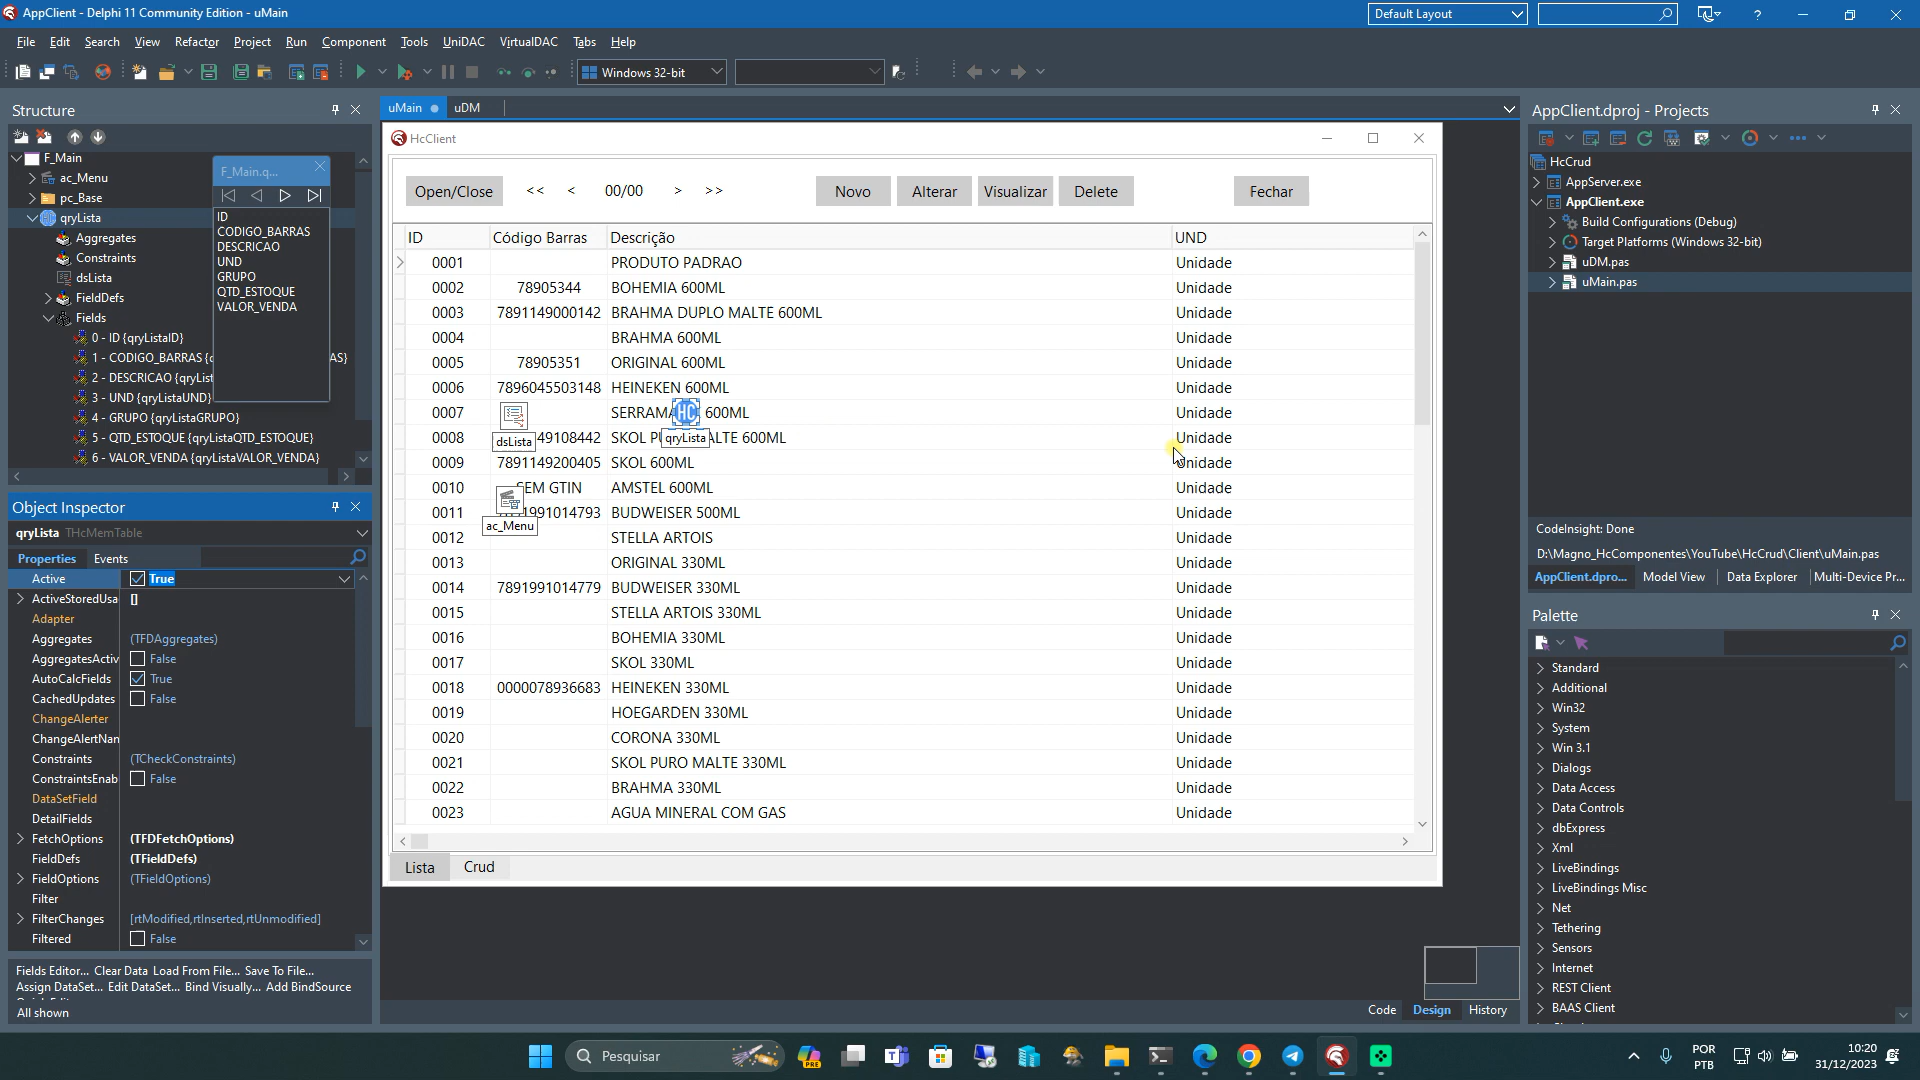 AppClient - Delphi 11 Community Edition - uMain
Default Layout
File Edit Search View Refactor Project Run Component Tools UniDAC VirtualDAC Tabs Help
Windows 32-bit
Structure
F_Main
ac_Menu
pc_Base
qryLista
Aggregates
Constraints
dsLista
FieldDefs
Fields
0 - ID {qryListaID}
1 - CODIGO_BARRAS {q AS}
2 - DESCRICAO {qryList
3 - UND {qryListaUND}
4 - GRUPO {qryListaGRUPO}
5 - QTD_ESTOQUE {qryListaQTD_ESTOQUE}
6 - VALOR_VENDA {qryListaVALOR_VENDA}
F_Main.q...
ID
CODIGO_BARRAS
DESCRICAO
UND
GRUPO
QTD_ESTOQUE
VALOR_VENDA
Object Inspector
qryLista THcMemTable
Properties Events
Active True
ActiveStoredUsa []
Adapter
Aggregates (TFDAggregates)
AggregatesActiv False
AutoCalcFields True
CachedUpdates False
ChangeAlerter
ChangeAlertNan
Constraints (TCheckConstraints)
ConstraintsEnab False
DataSetField
DetailFields
FetchOptions (TFDFetchOptions)
FieldDefs (TFieldDefs)
FieldOptions (TFieldOptions)
Filter
FilterChanges [rtModified,rtInserted,rtUnmodified]
Filtered False
Fields Editor... Clear Data Load From File... Save To File...
Assign DataSet... Edit DataSet... Bind Visually... Add BindSource
All shown
uMain uDM
HcClient
Open/Close << < 00/00 > >> Novo Alterar Visualizar Delete Fechar
ID Código Barras Descrição UND
0001 PRODUTO PADRAO Unidade
0002 78905344 BOHEMIA 600ML Unidade
0003 7891149000142 BRAHMA DUPLO MALTE 600ML Unidade
0004 BRAHMA 600ML Unidade
0005 78905351 ORIGINAL 600ML Unidade
0006 7896045503148 HEINEKEN 600ML Unidade
0007 SERRAMA HC 600ML Unidade
dsLista qryLista
0008 49108442 SKOL PU ALTE 600ML Unidade
0009 7891149200405 SKOL 600ML Unidade
0010 SEM GTIN AMSTEL 600ML Unidade
0011 991014793 BUDWEISER 500ML Unidade
ac_Menu
0012 STELLA ARTOIS Unidade
0013 ORIGINAL 330ML Unidade
0014 7891991014779 BUDWEISER 330ML Unidade
0015 STELLA ARTOIS 330ML Unidade
0016 BOHEMIA 330ML Unidade
0017 SKOL 330ML Unidade
0018 0000078936683 HEINEKEN 330ML Unidade
0019 HOEGARDEN 330ML Unidade
0020 CORONA 330ML Unidade
0021 SKOL PURO MALTE 330ML Unidade
0022 BRAHMA 330ML Unidade
0023 AGUA MINERAL COM GAS Unidade
Lista Crud
Code Design History
AppClient.dproj - Projects
HcCrud
AppServer.exe
AppClient.exe
Build Configurations (Debug)
Target Platforms (Windows 32-bit)
uDM.pas
uMain.pas
CodeInsight: Done
D:\Magno_HcComponentes\YouTube\HcCrud\Client\uMain.pas
AppClient.dpro... Model View Data Explorer Multi-Device Pr...
Palette
Standard
Additional
Win32
System
Win 3.1
Dialogs
Data Access
Data Controls
dbExpress
Xml
LiveBindings
LiveBindings Misc
Net
Tethering
Sensors
Internet
REST Client
BAAS Client
Pesquisar
PRE
POR
PTB
10:20
31/12/2023